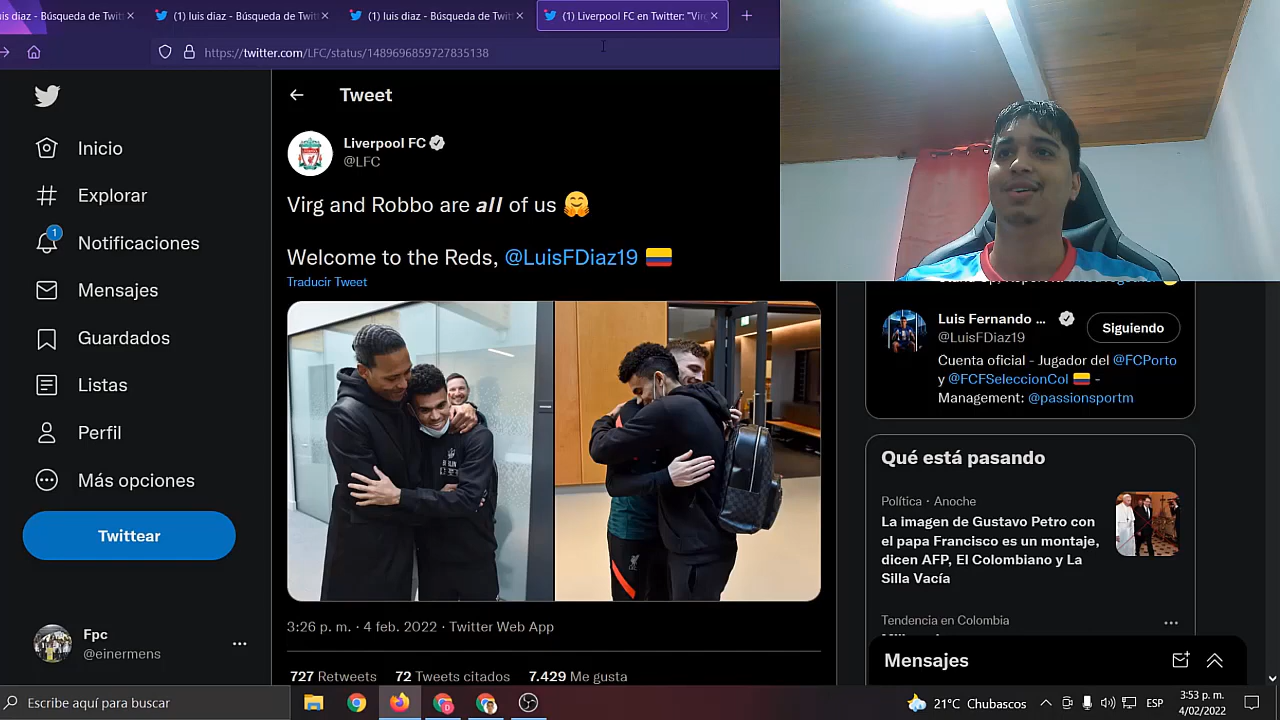 luis diaz - Búsqueda de T
(1) luis diaz - Búsqueda de T
(1) luis diaz - Búsqueda de T
(1) Liverpool FC en Twitter: "Vir
https://twitter.com/LFC/status/1489696859727835138
Tweet
Inicio
Explorar
1
Notificaciones
Mensajes
Guardados
Listas
Perfil
Más opciones
Twittear
Fpc
@einermens
Liverpool FC
@LFC
Virg and Robbo are all of us 🤗
Welcome to the Reds, @LuisFDiaz19 🇨🇴
Traducir Tweet
3:26 p. m. · 4 feb. 2022 · Twitter Web App
727 Retweets 72 Tweets citados 7.429 Me gusta
Luis Fernando ...
@LuisFDiaz19
Siguiendo
Cuenta oficial - Jugador del @FCPorto
y @FCFSeleccionCol 🇨🇴 -
Management: @passionsportm
Qué está pasando
Política · Anoche
La imagen de Gustavo Petro con
el papa Francisco es un montaje,
dicen AFP, El Colombiano y La
Silla Vacía
Tendencia en Colombia
Mensajes
Escribe aquí para buscar
21°C Chubascos
ESP
3:53 p. m.
4/02/2022